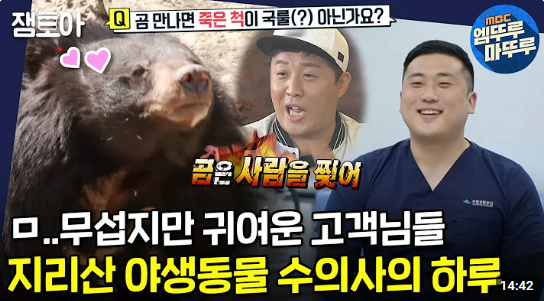 잼토아
Q 곰 만나면 죽은 척이 국룰(?) 아닌가요?
mbc
엠뚜루
마뚜루
곰은 사람을 찢어
ㅁ..무섭지만 귀여운 고객님들
지리산 야생동물 수의사의 하루
14:42